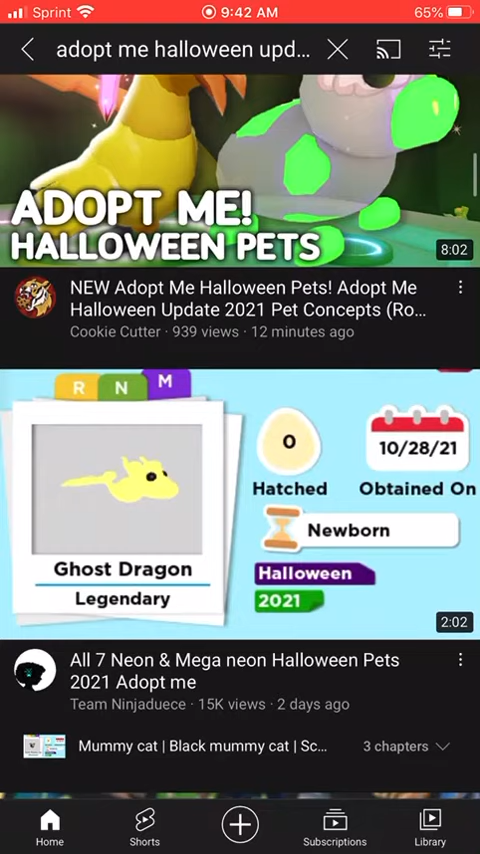 Sprint
9:42 AM
65%
adopt me halloween upd...
ADOPT ME!
HALLOWEEN PETS
8:02
NEW Adopt Me Halloween Pets! Adopt Me
Halloween Update 2021 Pet Concepts (Ro...
Cookie Cutter · 939 views · 12 minutes ago
R N M
0
10/28/21
Hatched
Obtained On
Newborn
Ghost Dragon
Legendary
Halloween
2021
2:02
All 7 Neon & Mega neon Halloween Pets
2021 Adopt me
Team Ninjaduece · 15K views · 2 days ago
Mummy cat | Black mummy cat | Sc...
3 chapters
Home
Shorts
Subscriptions
Library